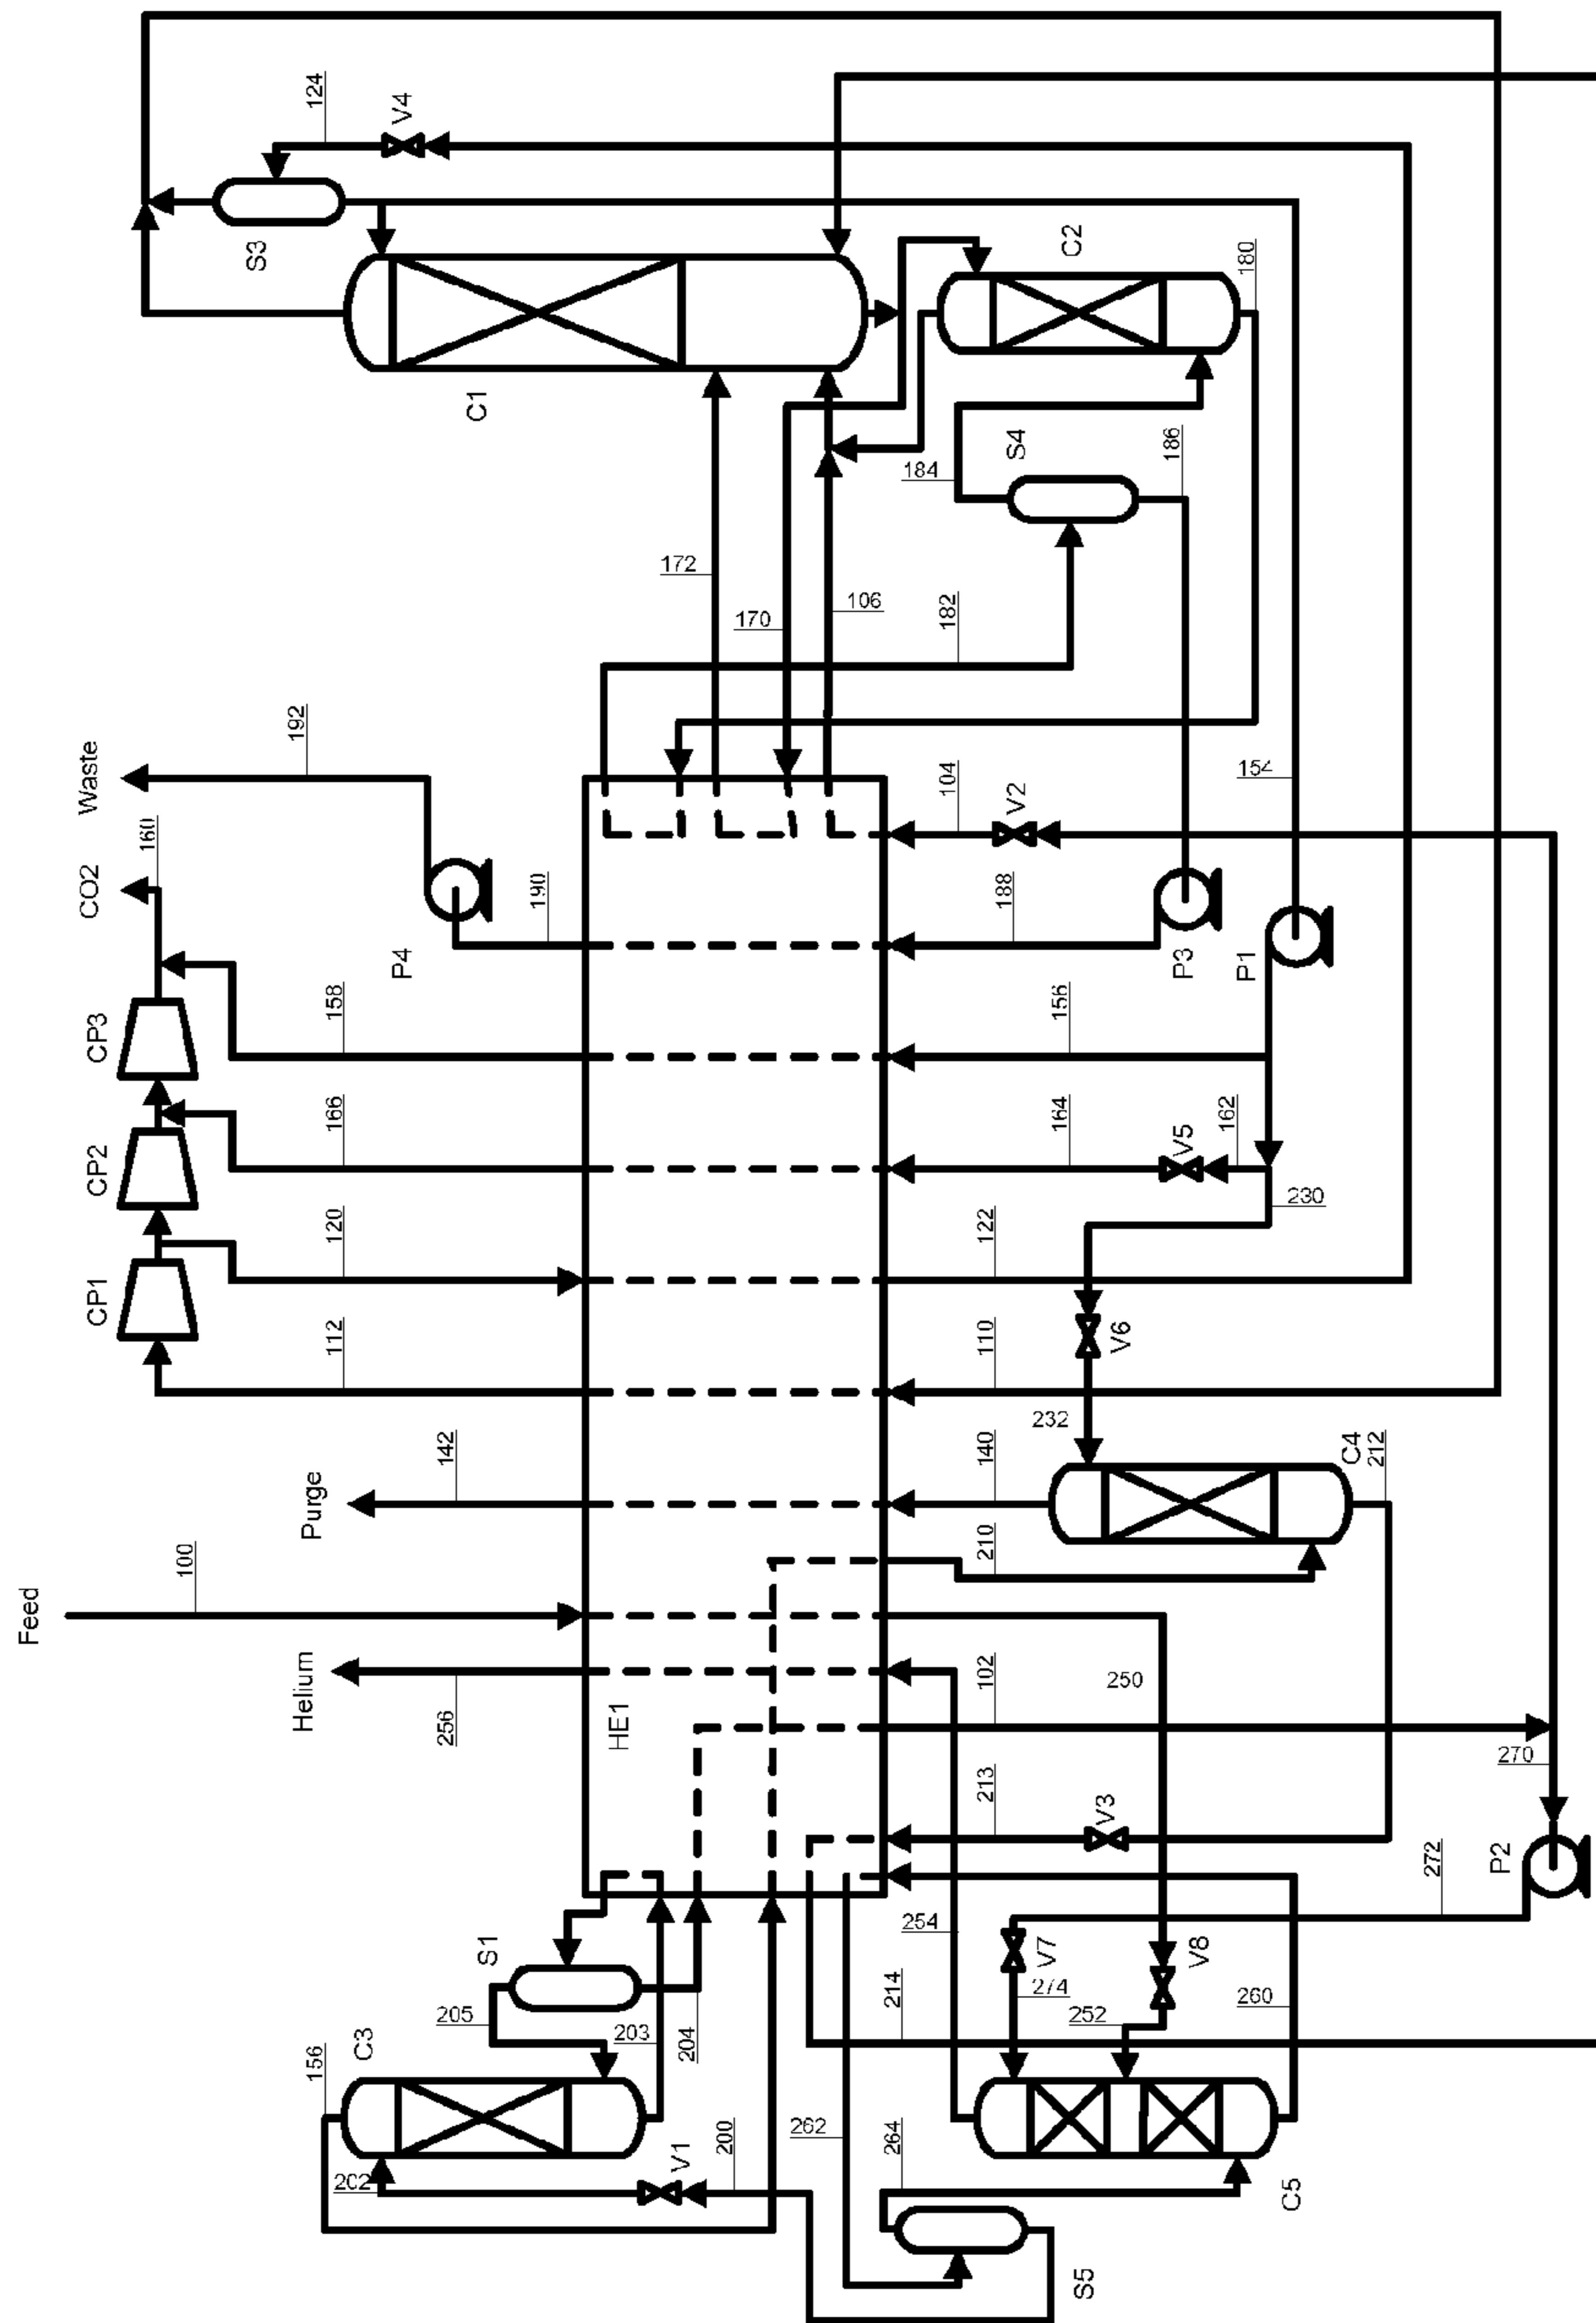 124
V4
S3
C2
180
C1
S4
186
184
172
106
182
170
192
Waste
160
104
V2
154
CO2
190
188
P4
P3
P1
CP3
158
156
166
164
V5
162
CP2
230
120
122
CP1
V6
112
110
232
142
140
C4
212
Purge
210
100
Feed
Helium
102
250
256
HE1
270
213
V3
P2
272
254
S1
V7
V8
214
274
260
205
252
203
204
C3
156
262
264
200
V1
202
C5
S5